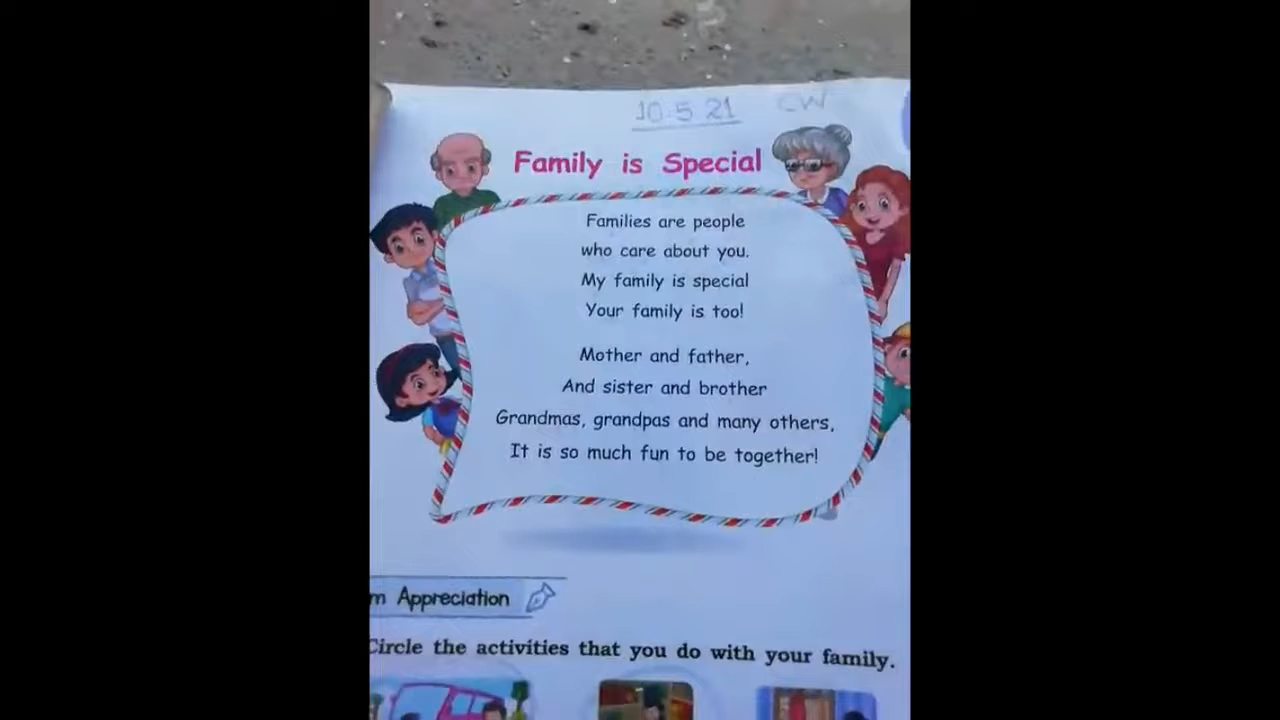 10.5 21 CW
Family is Special
Families are people
who care about you.
My family is special
Your family is too!
Mother and father,
And sister and brother
Grandmas, grandpas and many others,
It is so much fun to be together!
m Appreciation
Circle the activities that you do with your family.